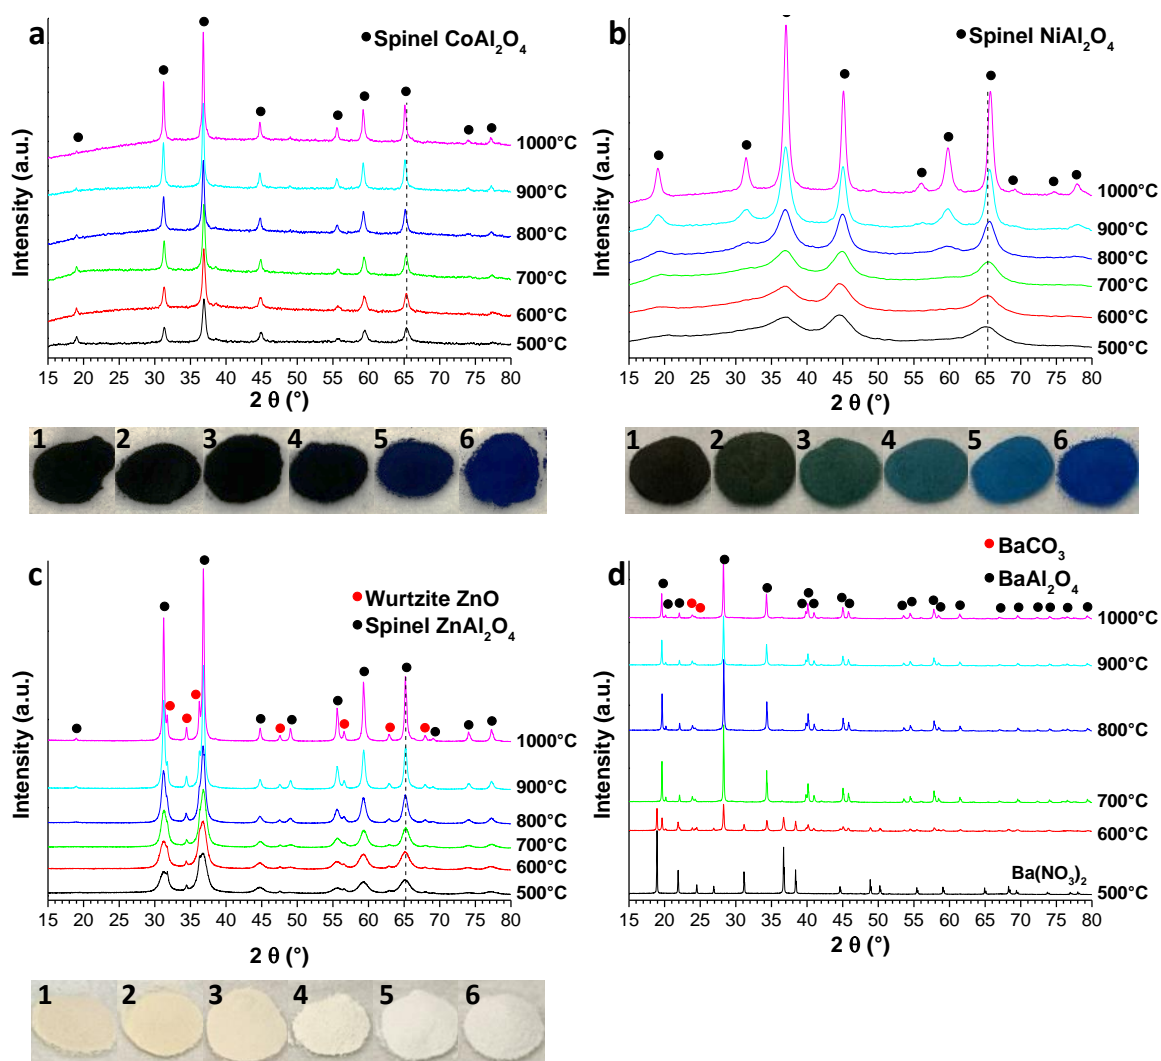 a
● Spinel CoAl2O4
1000°C
900°C
800°C
700°C
600°C
500°C
Intensity (a.u.)
15 20 25 30 35 40 45 50 55 60 65 70 75 80
2 θ (°)
1 2 3 4 5 6
b
● Spinel NiAl2O4
1000°C
900°C
800°C
700°C
600°C
500°C
Intensity (a.u.)
15 20 25 30 35 40 45 50 55 60 65 70 75 80
2 θ (°)
1 2 3 4 5 6
c
● Wurtzite ZnO
● Spinel ZnAl2O4
1000°C
900°C
800°C
700°C
600°C
500°C
Intensity (a.u.)
15 20 25 30 35 40 45 50 55 60 65 70 75 80
2 θ (°)
1 2 3 4 5 6
d
● BaCO3
● BaAl2O4
1000°C
900°C
800°C
700°C
600°C
Ba(NO3)2
500°C
Intensity (a.u.)
15 20 25 30 35 40 45 50 55 60 65 70 75 80
2 θ (°)